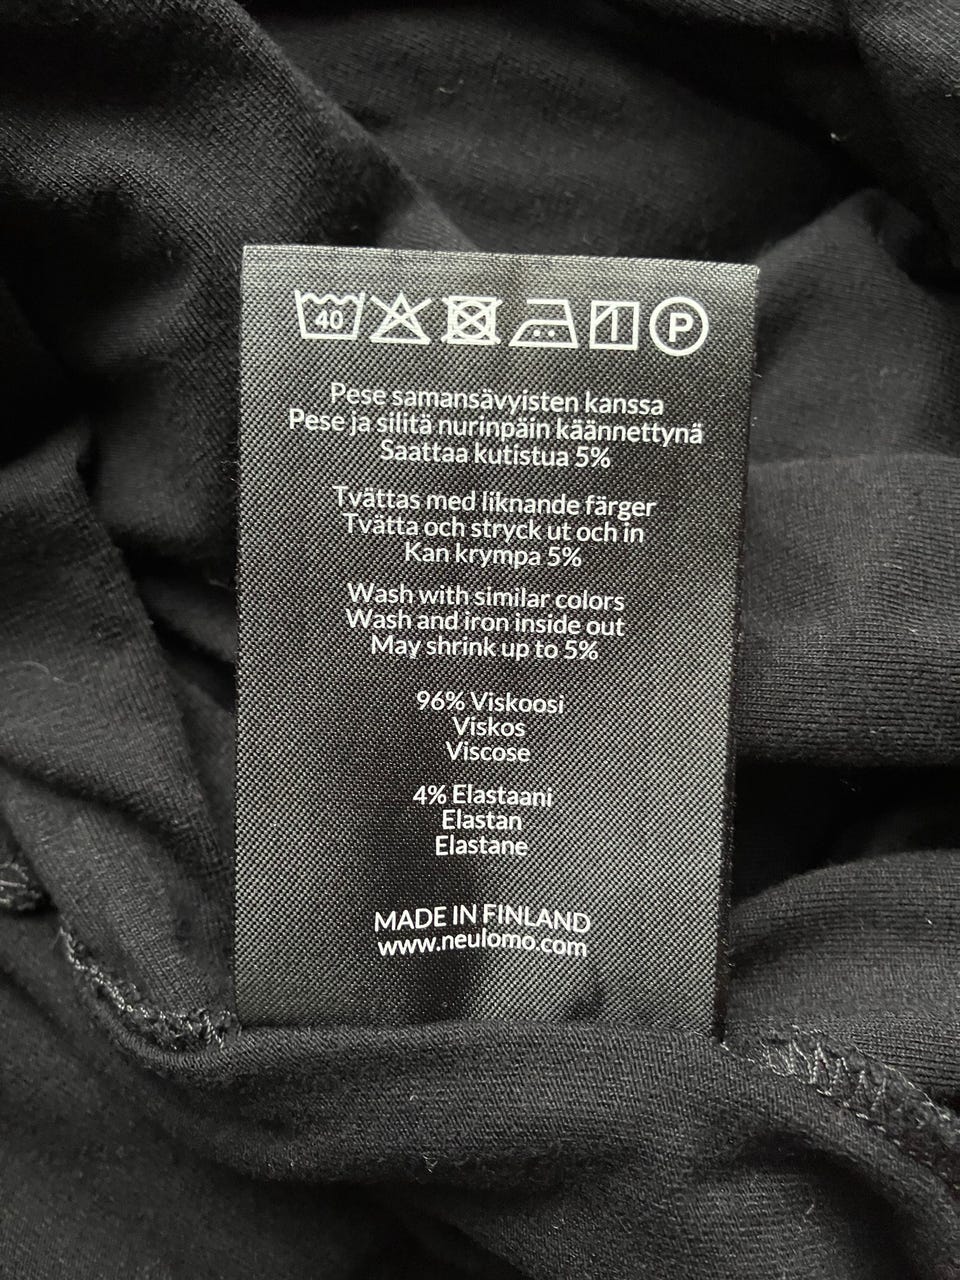 40 P
Pese samansävyisten kanssa
Pese ja silitä nurinpäin käännettynä
Saattaa kutistua 5%
Tvättas med liknande färger
Tvätta och stryck ut och in
Kan krympa 5%
Wash with similar colors
Wash and iron inside out
May shrink up to 5%
96% Viskoosi
Viskos
Viscose
4% Elastaani
Elastan
Elastane
MADE IN FINLAND
www.neulomo.com